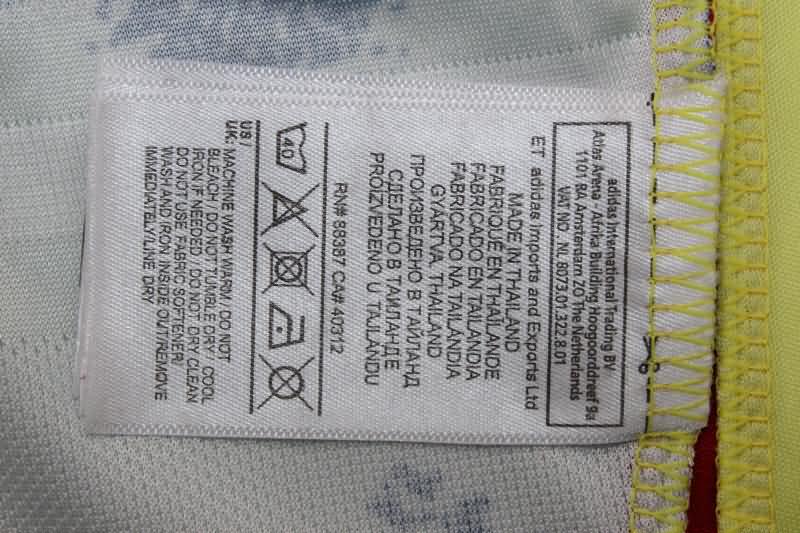 adidas International Trading BV
Atlas Arena - Afrika Building Hoogoorddreef 9a
1101 BA Amsterdam ZO The Netherlands
VAT NO . NL 8073.01.322.B.01
ET adidas Imports and Exports Ltd
MADE IN THAILAND
FABRIQUÉ EN THAÏLANDE
FABRICADO EN TAILANDIA
FABRICADO NA TAILÂNDIA
GYÁRTVA, THAILAND
ПРОИЗВЕДЕНО В ТАЙЛАНД
СДЕЛАНО В ТАИЛАНДЕ
PROIZVEDENO U TAJLANDU
RN# 88387 CA# 40312
40
US /
UK: MACHINE WASH WARM, DO NOT
BLEACH / DO NOT TUMBLE DRY / COOL
IRON IF NEEDED / DO NOT DRY CLEAN
DO NOT USE FABRIC SOFTENER/
WASH AND IRON INSIDE OUT/REMOVE
IMMEDIATELY/LINE DRY